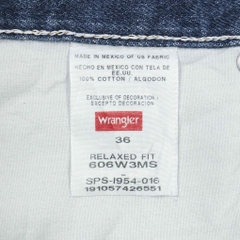 MADE IN MEXICO OF US FABRIC
HECHO EN MEXICO CON TELA DE
EE.UU.
100% COTTON / ALGODON
EXCLUSIVE OF DECORATION /
EXCEPTO DECORACION
Wrangler
36
RELAXED FIT
606W3MS
-
SPS-1954-016
191057426551